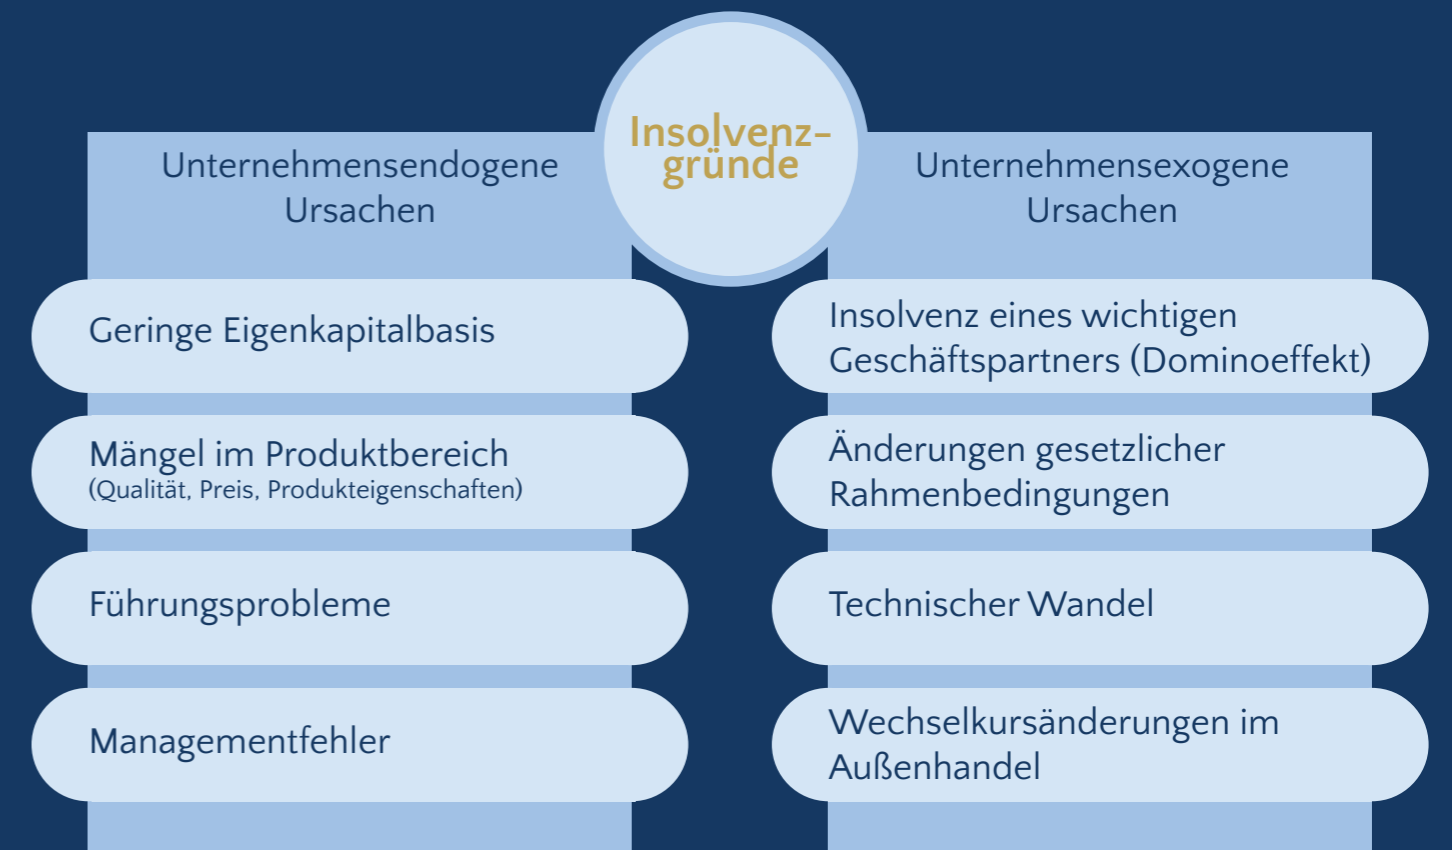 Insolvenz-
gründe
Unternehmensendogene
Ursachen
Geringe Eigenkapitalbasis
Mängel im Produktbereich
(Qualität, Preis, Produkteigenschaften)
Führungsprobleme
Managementfehler
Unternehmensexogene
Ursachen
Insolvenz eines wichtigen
Geschäftspartners (Dominoeffekt)
Änderungen gesetzlicher
Rahmenbedingungen
Technischer Wandel
Wechselkursänderungen im
Außenhandel